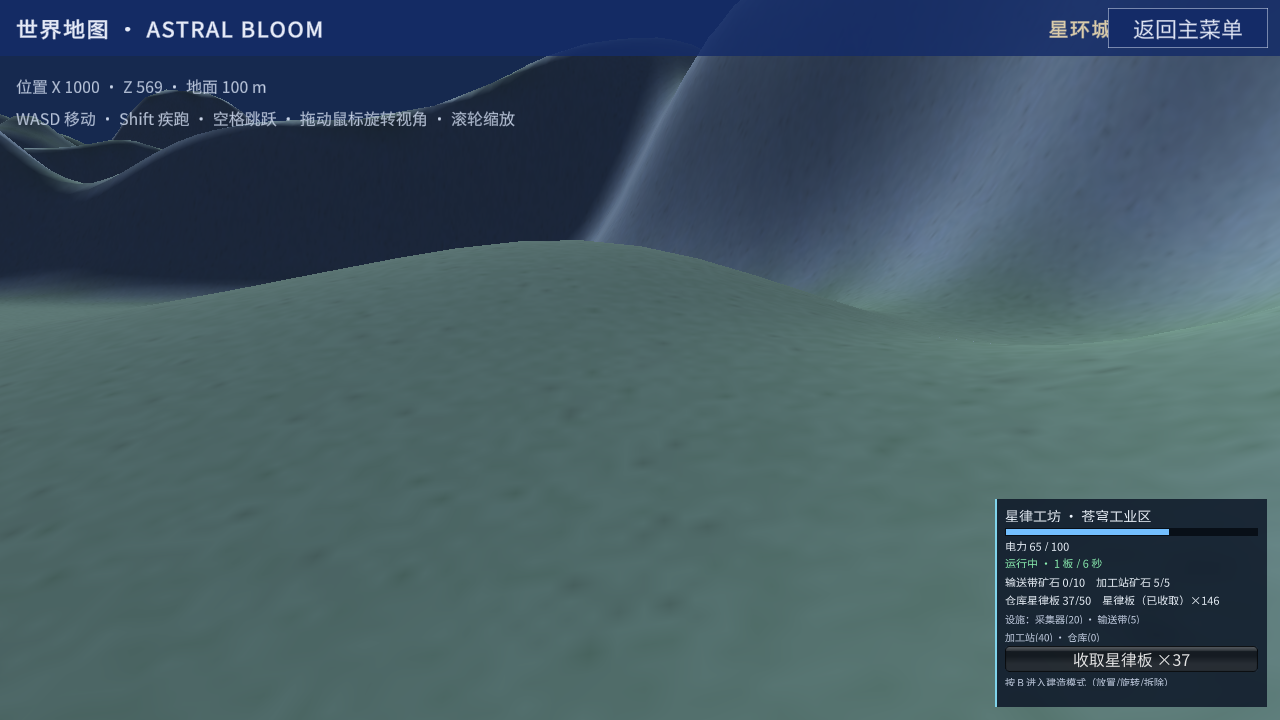 世界地图 · ASTRAL BLOOM
星环城
返回主菜单
位置 X 1000 · Z 569 · 地面 100 m
WASD 移动 · Shift 疾跑 · 空格跳跃 · 拖动鼠标旋转视角 · 滚轮缩放
星律工坊 · 苍穹工业区
电力 65 / 100
运行中 · 1 板 / 6 秒
输送带矿石 0/10 加工站矿石 5/5
仓库星律板 37/50 星律板（已收取）×146
设施：采集器(20) · 输送带(5)
加工站(40) · 仓库(0)
收取星律板 ×37
按 B 进入建造模式（放置/旋转/拆除）